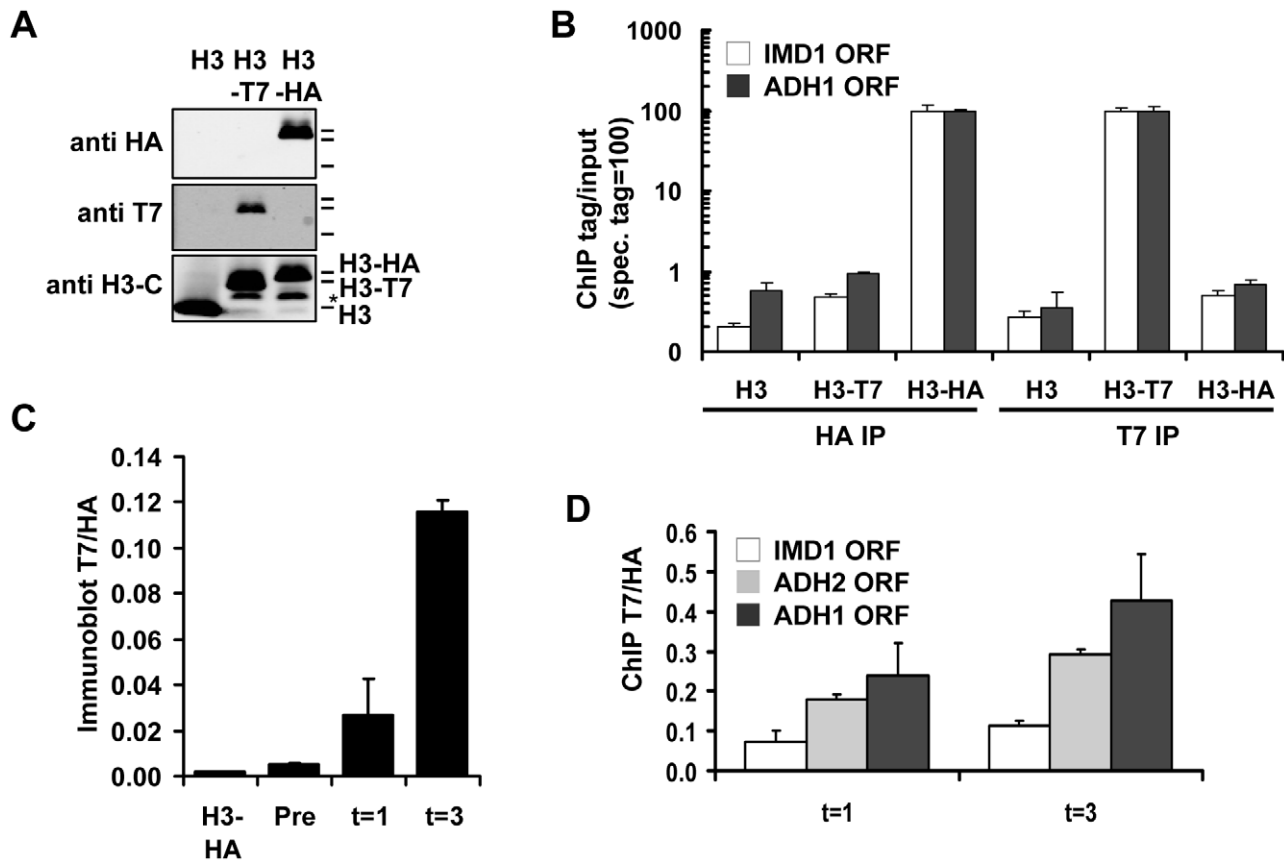 A
H3 H3 H3
-T7 -HA
anti HA
anti T7
anti H3-C
H3-HA
H3-T7
*
H3
B
1000
100
10
1
0
ChIP tag/input
(spec. tag=100)
IMD1 ORF
ADH1 ORF
H3 H3-T7 H3-HA H3 H3-T7 H3-HA
HA IP T7 IP
C
Immunoblot T7/HA
0.14
0.12
0.10
0.08
0.06
0.04
0.02
0.00
H3-
HA
Pre t=1 t=3
D
ChIP T7/HA
0.6
0.5
0.4
0.3
0.2
0.1
0.0
IMD1 ORF
ADH2 ORF
ADH1 ORF
t=1 t=3